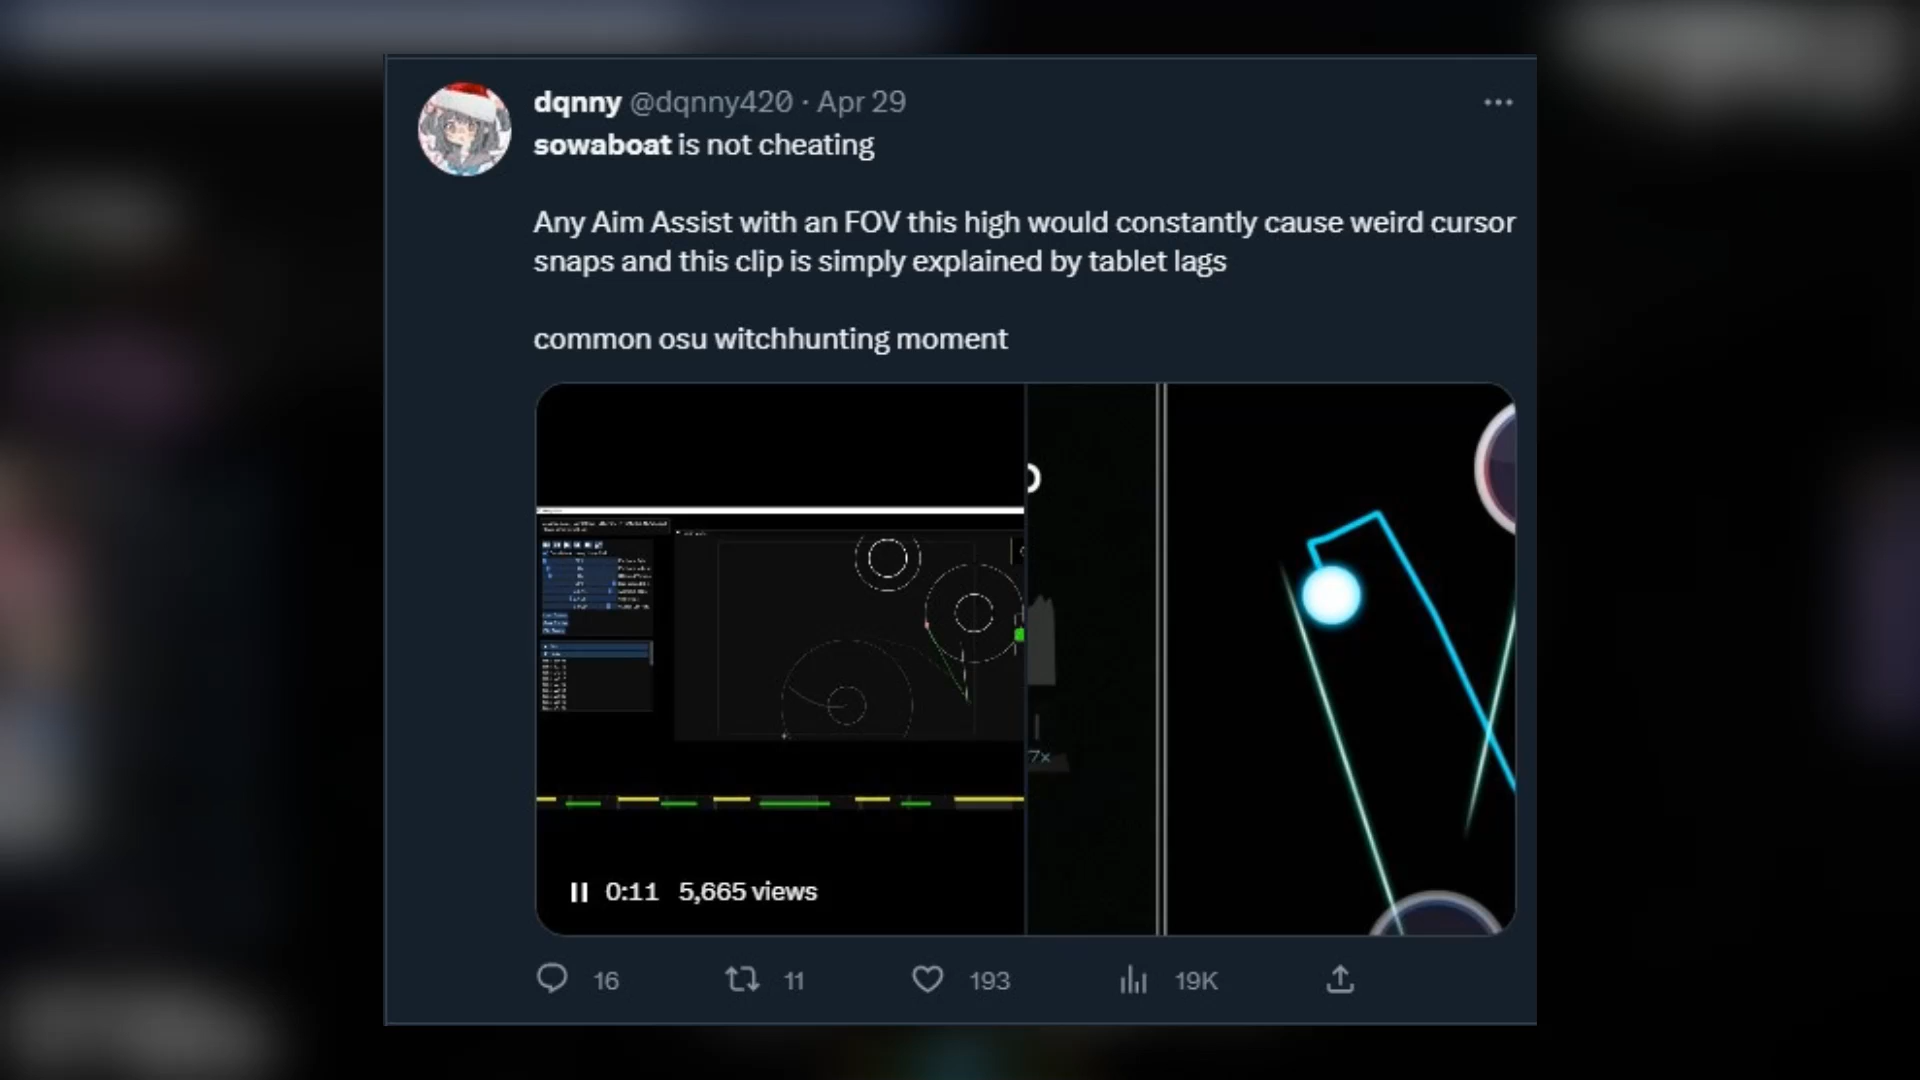 dqnny @dqnny420 · Apr 29
sowaboat is not cheating
Any Aim Assist with an FOV this high would constantly cause weird cursor
snaps and this clip is simply explained by tablet lags
common osu witchhunting moment
7x
0:11 5,665 views
16 11 193 19K